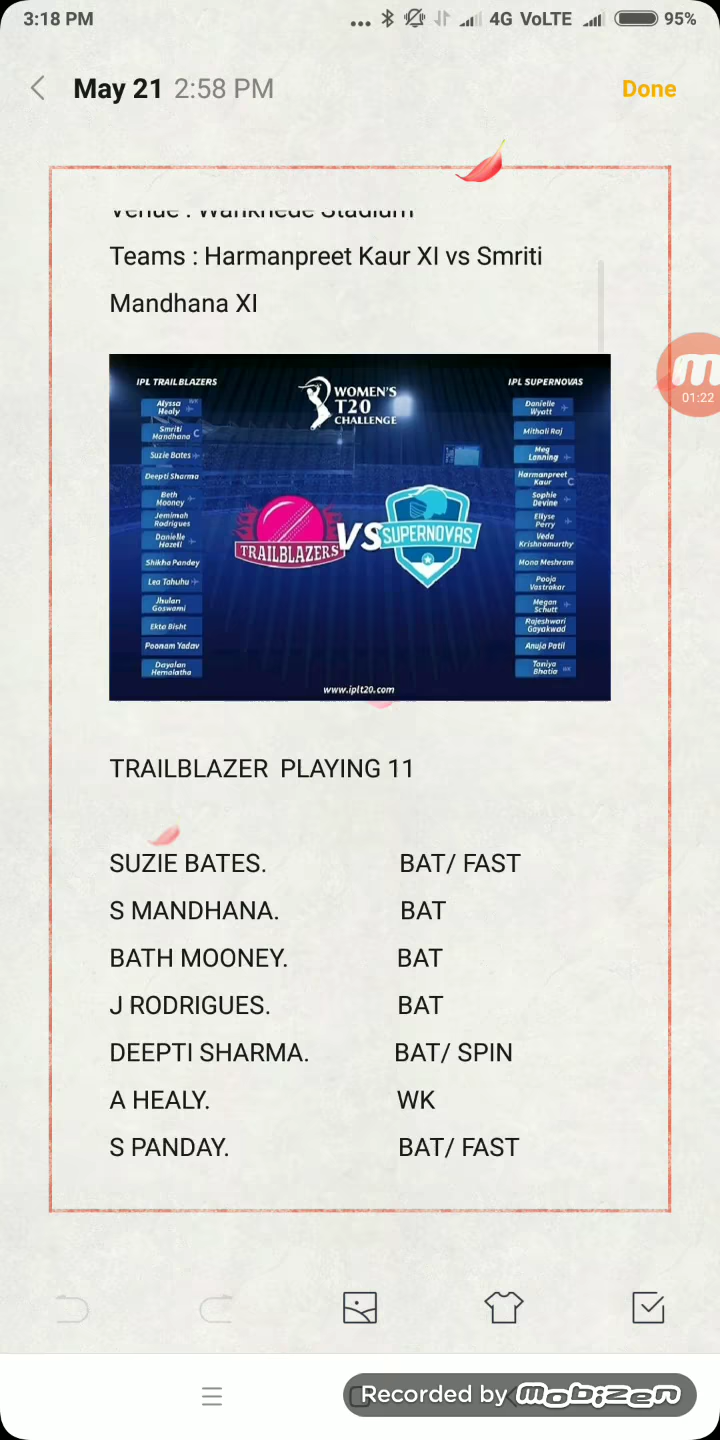 3:18 PM ... 4G VoLTE 95%
May 21 2:58 PM Done
Venue : Wankhede Stadium
Teams : Harmanpreet Kaur XI vs Smriti
Mandhana XI
01:22
WOMEN'S
T20
CHALLENGE
IPL TRAILBLAZERS
Alyssa
Healy
Smriti
Mandhana C
Suzie Bates
Deepti Sharma
Beth
Mooney
Jemimah
Rodrigues
Danielle
Hazell
Shikha Pandey
Lea Tahuhu
Jhulan
Goswami
Ekta Bisht
Poonam Yadav
Dayalan
Hemalatha
TRAILBLAZERS
VS
SUPERNOVAS
IPL SUPERNOVAS
Danielle
Wyatt
Mithali Raj
Meg
Lanning
Harmanpreet
Kaur C
Sophie
Devine
Ellyse
Perry
Veda
Krishnamurthy
Mona Meshram
Pooja
Vastrakar
Megan
Schutt
Rajeshwari
Gayakwad
Anuja Patil
Taniya
Bhatia WK
www.iplt20.com
TRAILBLAZER PLAYING 11
SUZIE BATES. BAT/ FAST
S MANDHANA. BAT
BATH MOONEY. BAT
J RODRIGUES. BAT
DEEPTI SHARMA. BAT/ SPIN
A HEALY. WK
S PANDAY. BAT/ FAST
Recorded by mobizen